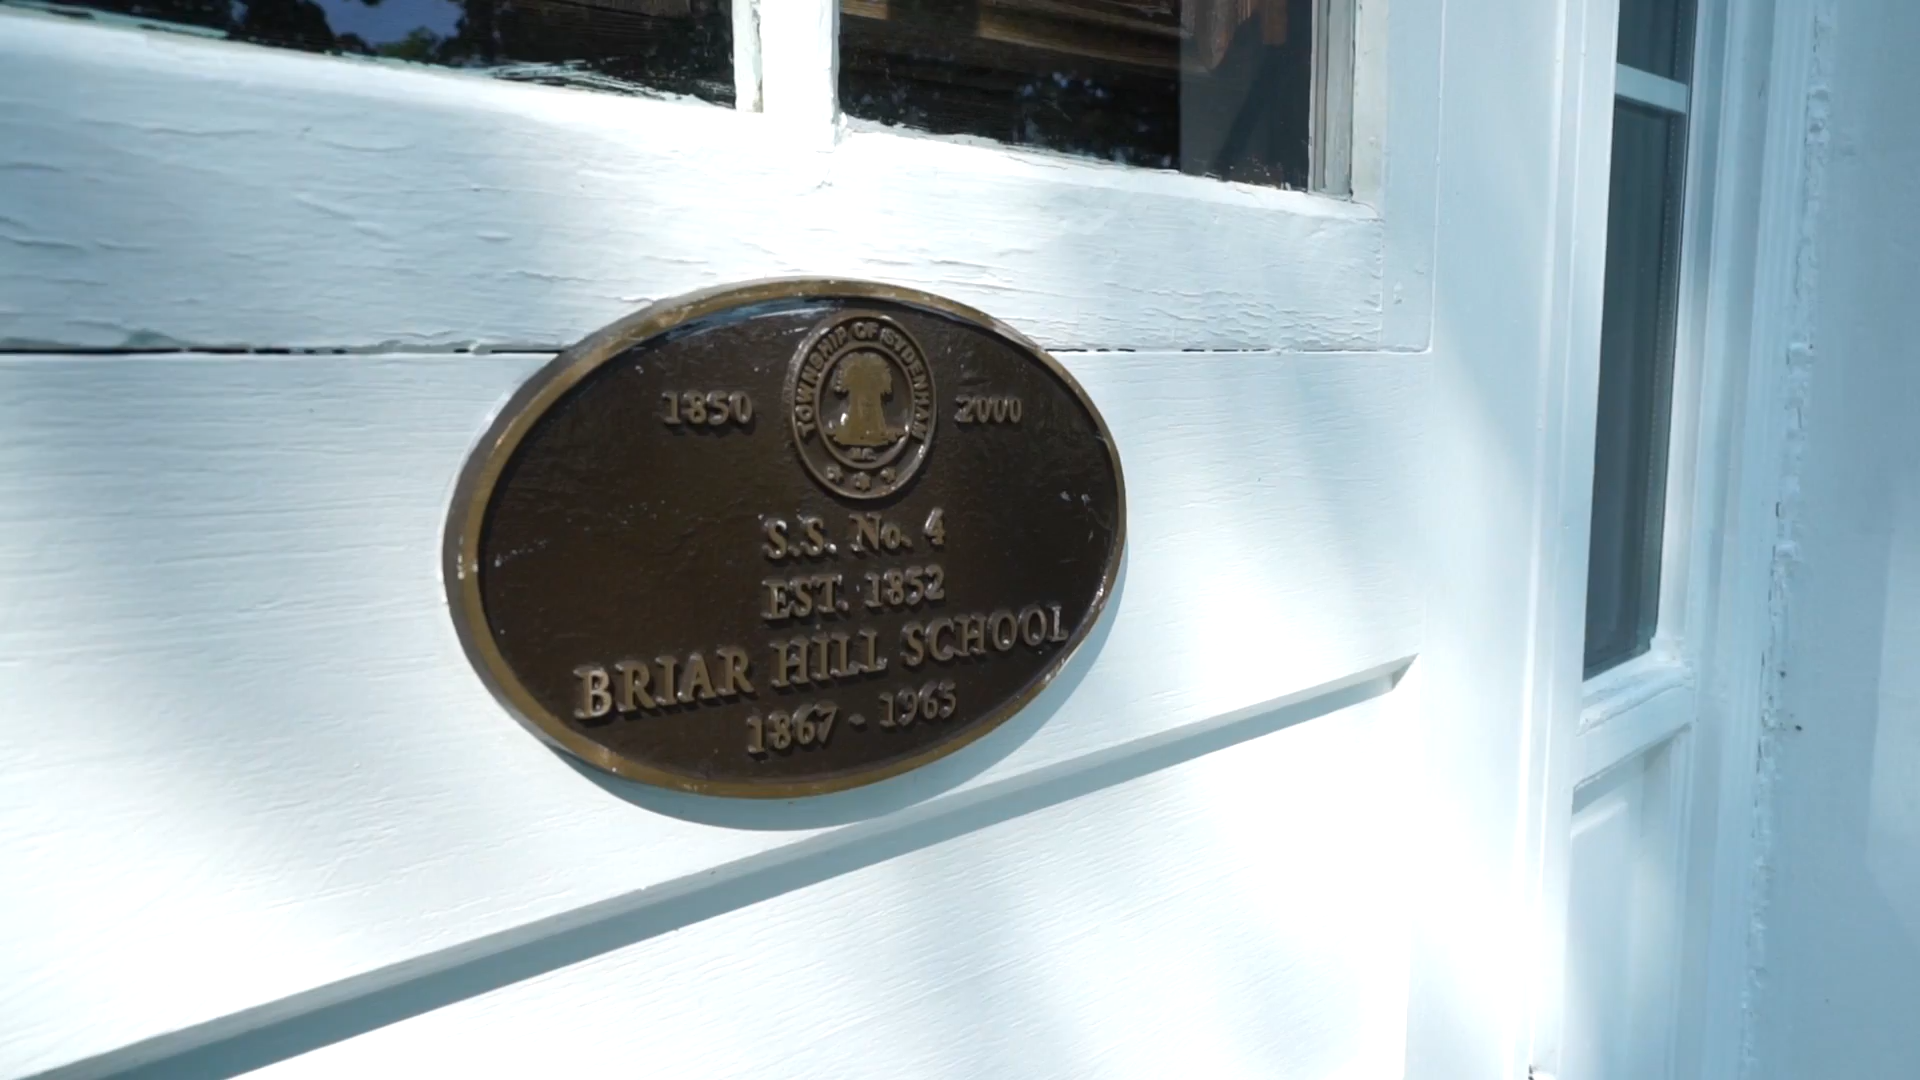 1850
TOWNSHIP OF SYDENHAM
2000
S.S. No. 4
EST. 1852
BRIAR HILL SCHOOL
1867 - 1965